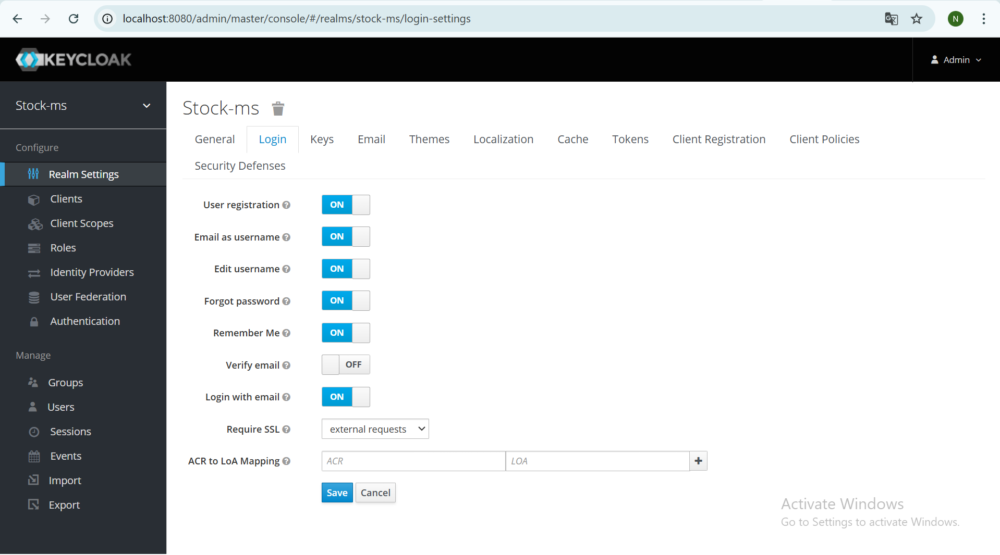 localhost:8080/admin/master/console/#/realms/stock-ms/login-settings
N
KEYCLOAK
Admin
Stock-ms
Configure
Realm Settings
Clients
Client Scopes
Roles
Identity Providers
User Federation
Authentication
Manage
Groups
Users
Sessions
Events
Import
Export
Stock-ms
General Login Keys Email Themes Localization Cache Tokens Client Registration Client Policies
Security Defenses
User registration ON
Email as username ON
Edit username ON
Forgot password ON
Remember Me ON
Verify email OFF
Login with email ON
Require SSL external requests
ACR to LoA Mapping ACR LOA
Save Cancel
Activate Windows
Go to Settings to activate Windows.